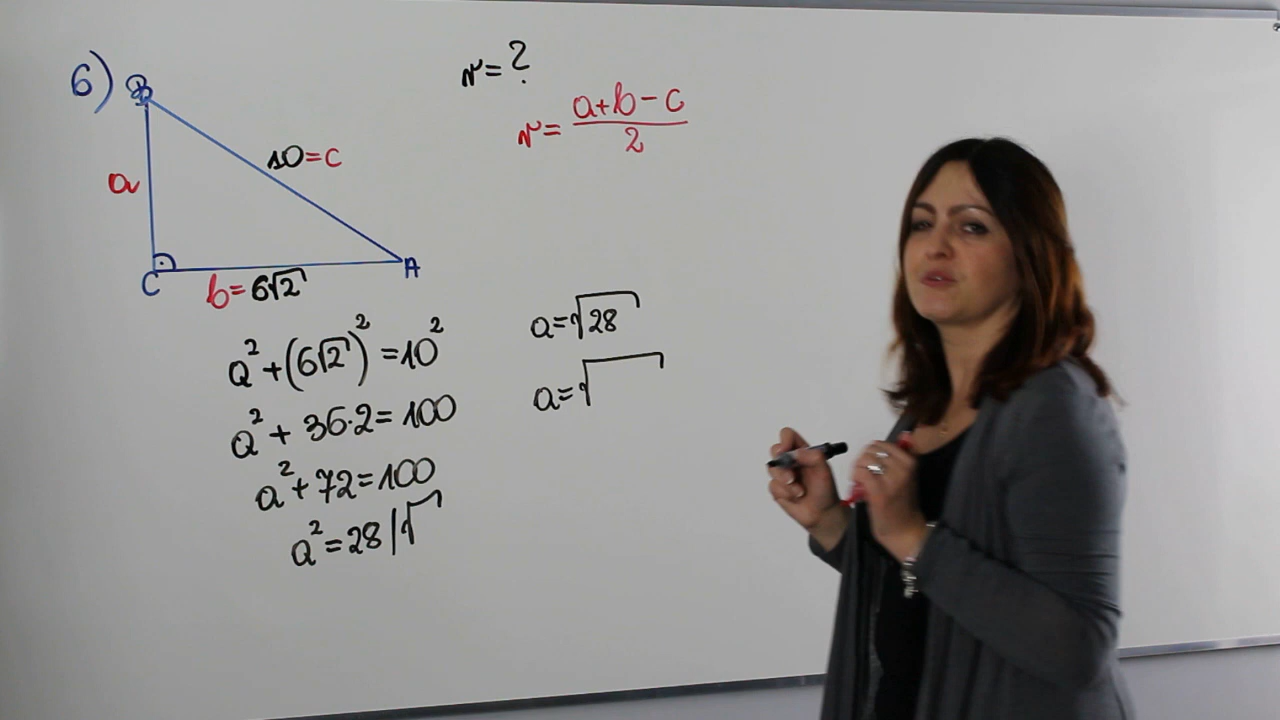 6)
B
r=?
r=(a+b-c)/2
10=c
a
C
b=6√2
A
a²+(6√2)²=10²
a²+36·2=100
a²+72=100
a²=28|√
a=√28
a=√